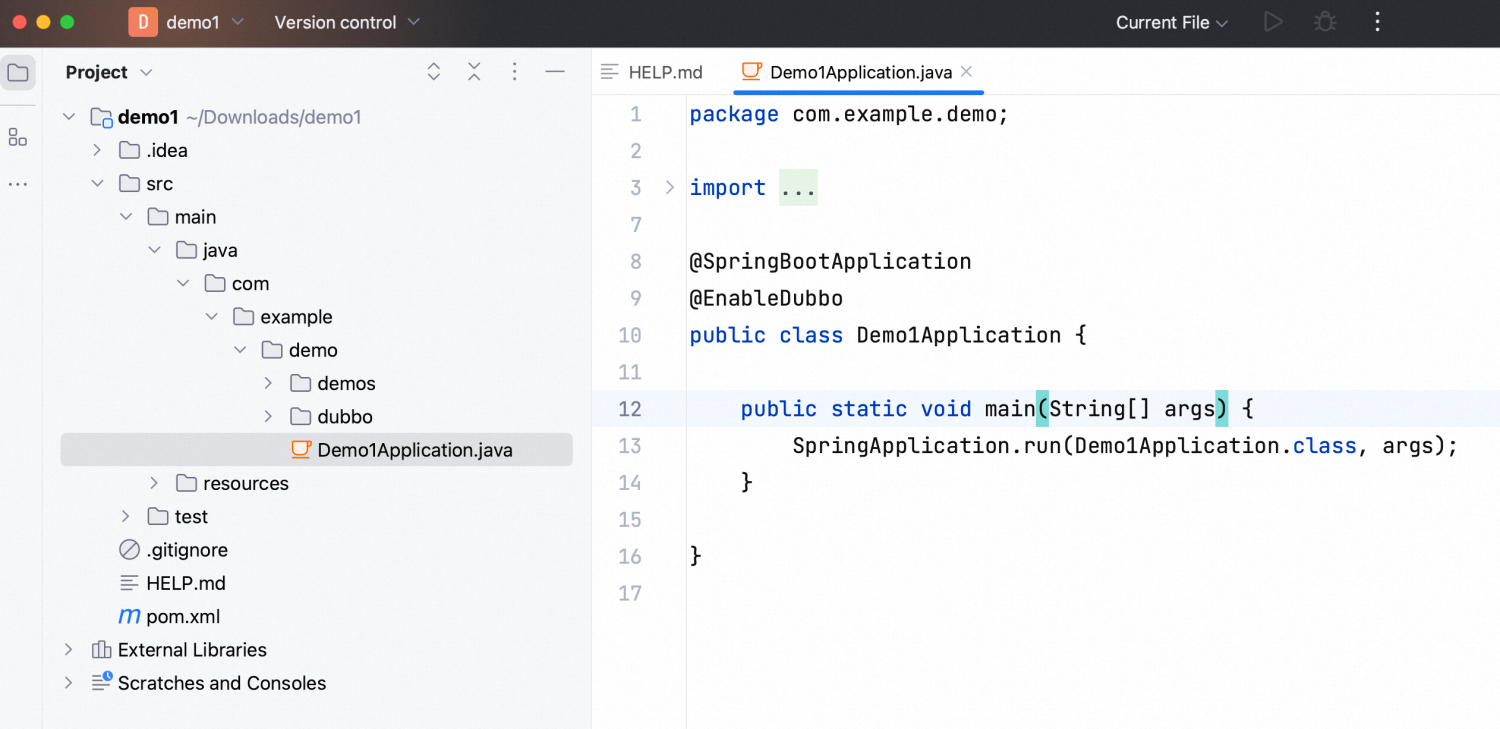 D demo1 Version control Current File
Project
demo1 ~/Downloads/demo1
.idea
src
main
java
com
example
demo
demos
dubbo
Demo1Application.java
resources
test
.gitignore
HELP.md
m pom.xml
External Libraries
Scratches and Consoles
HELP.md Demo1Application.java
1 package com.example.demo;
2
3 import ...
7
8 @SpringBootApplication
9 @EnableDubbo
10 public class Demo1Application {
11
12 public static void main(String[] args) {
13 SpringApplication.run(Demo1Application.class, args);
14 }
15
16 }
17